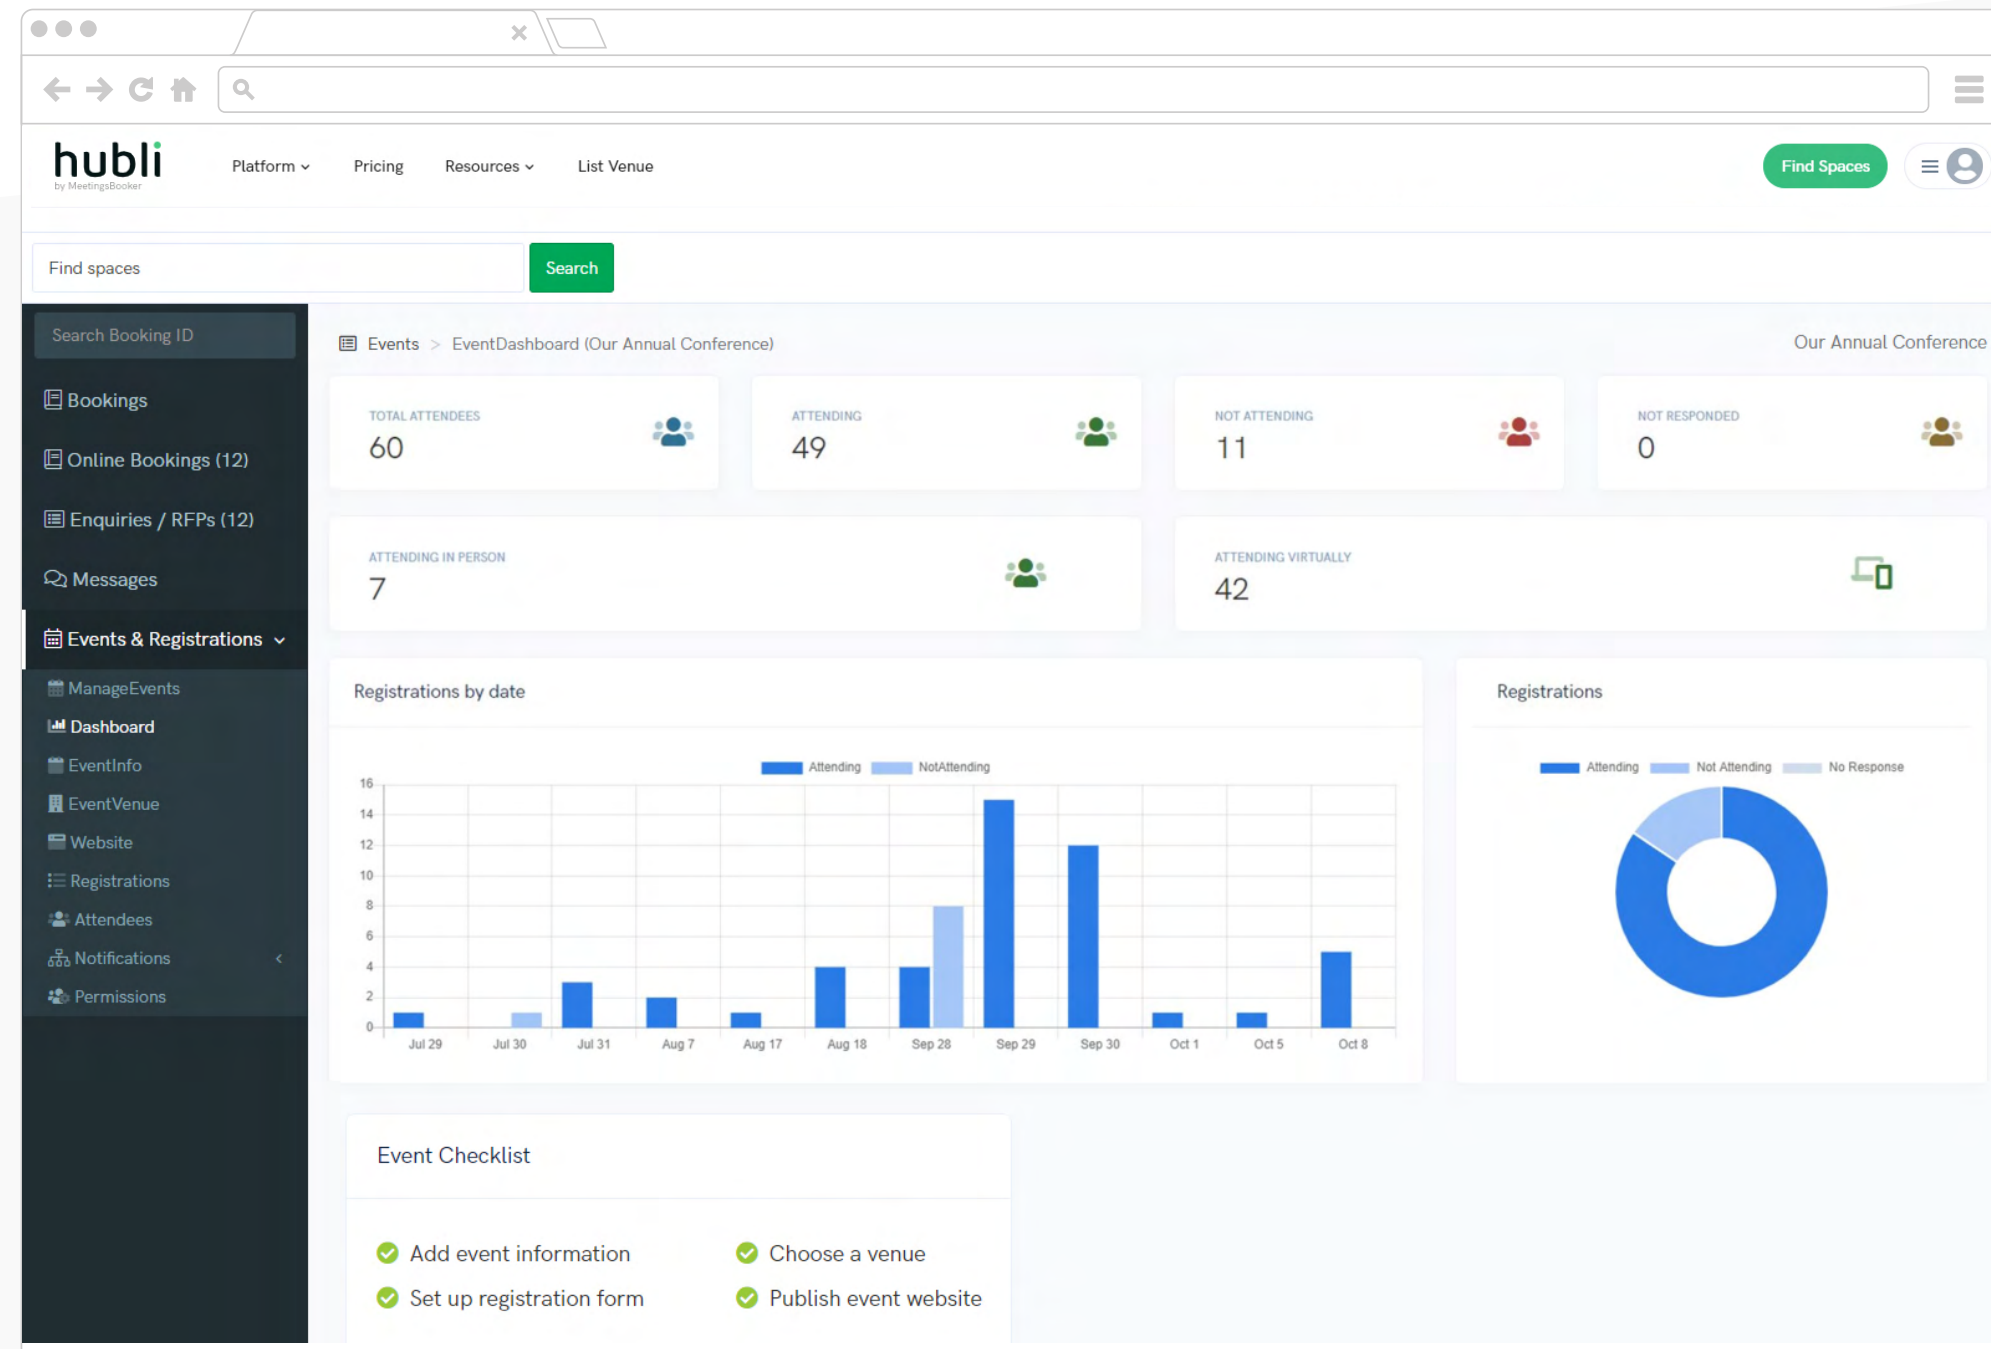 hubli
by MeetingsBooker
Platform
Pricing
Resources
List Venue
Find Spaces
Find spaces
Search
Search Booking ID
Bookings
Online Bookings (12)
Enquiries / RFPs (12)
Messages
Events & Registrations
ManageEvents
Dashboard
EventInfo
EventVenue
Website
Registrations
Attendees
Notifications
Permissions
Events > EventDashboard (Our Annual Conference)
Our Annual Conference
TOTAL ATTENDEES
60
ATTENDING
49
NOT ATTENDING
11
NOT RESPONDED
0
ATTENDING IN PERSON
7
ATTENDING VIRTUALLY
42
Registrations by date
Attending
NotAttending
16
14
12
10
8
6
4
2
0
Jul 29
Jul 30
Jul 31
Aug 7
Aug 17
Aug 18
Sep 28
Sep 29
Sep 30
Oct 1
Oct 5
Oct 8
Registrations
Attending
Not Attending
No Response
Event Checklist
Add event information
Choose a venue
Set up registration form
Publish event website